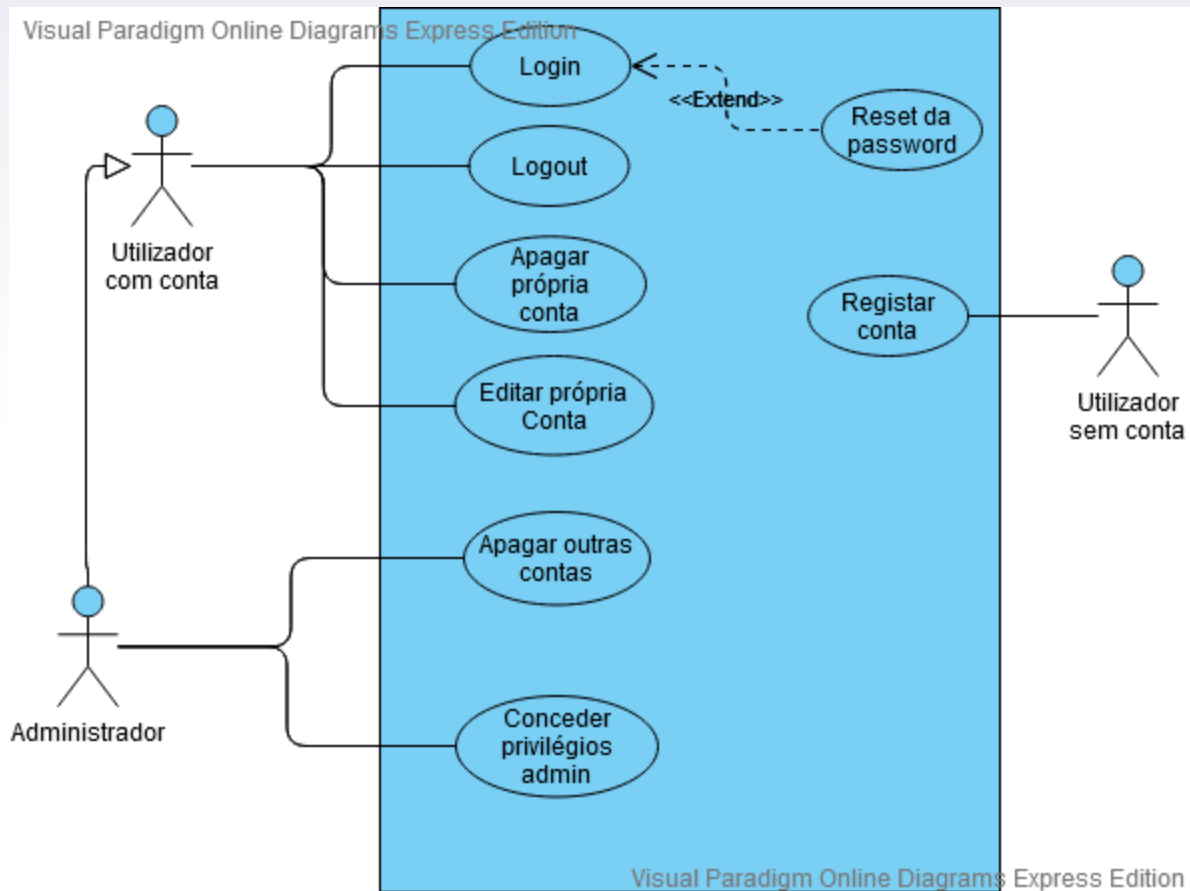 Visual Paradigm Online Diagrams Express Edition
Login
<<Extend>>
Reset da
password
Logout
Utilizador
com conta
Apagar
própria
conta
Registar
conta
Editar própria
Conta
Utilizador
sem conta
Apagar outras
contas
Administrador
Conceder
privilégios
admin
Visual Paradigm Online Diagrams Express Edition